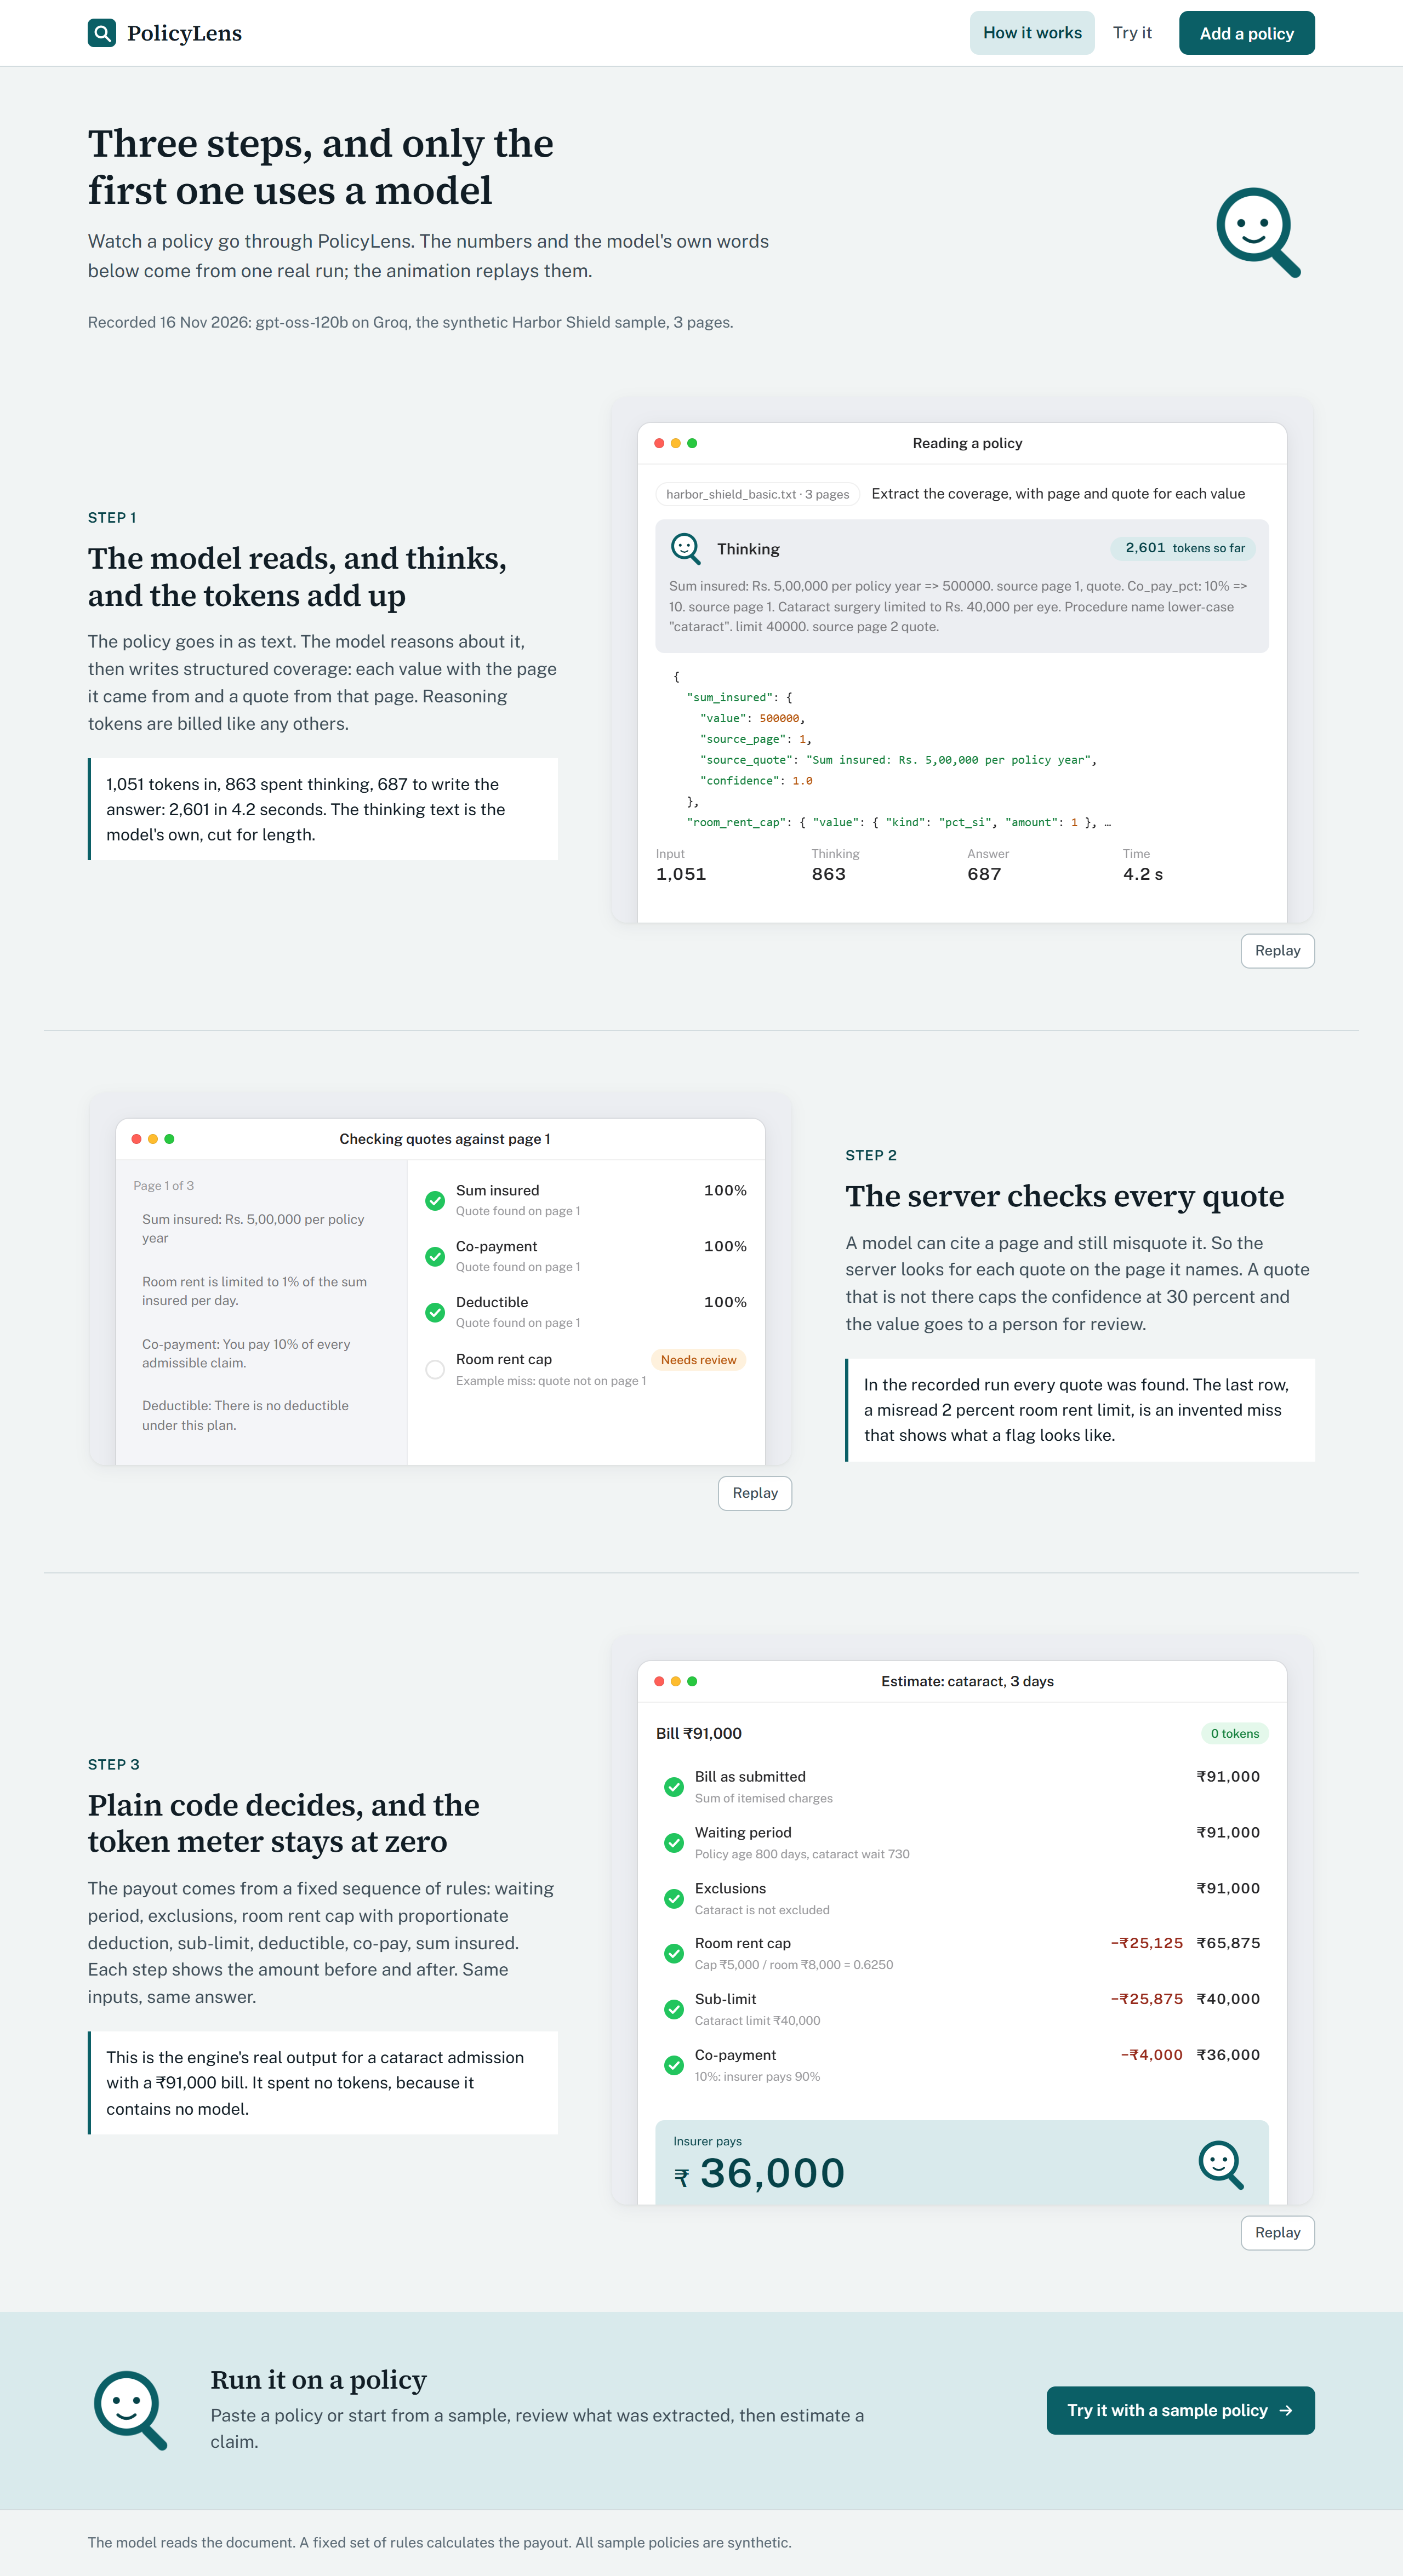 PolicyLens
How it works
Try it
Add a policy
Three steps, and only the
first one uses a model
Watch a policy go through PolicyLens. The numbers and the model's own words
below come from one real run; the animation replays them.
Recorded 16 Nov 2026: gpt-oss-120b on Groq, the synthetic Harbor Shield sample, 3 pages.
STEP 1
The model reads, and thinks,
and the tokens add up
The policy goes in as text. The model reasons about it,
then writes structured coverage: each value with the page
it came from and a quote from that page. Reasoning
tokens are billed like any others.
1,051 tokens in, 863 spent thinking, 687 to write the
answer: 2,601 in 4.2 seconds. The thinking text is the
model's own, cut for length.
Reading a policy
harbor_shield_basic.txt · 3 pages
Extract the coverage, with page and quote for each value
Thinking
2,601 tokens so far
Sum insured: Rs. 5,00,000 per policy year => 500000. source page 1, quote. Co_pay_pct: 10% =>
10. source page 1. Cataract surgery limited to Rs. 40,000 per eye. Procedure name lower-case
"cataract". limit 40000. source page 2 quote.
{
"sum_insured": {
"value": 500000,
"source_page": 1,
"source_quote": "Sum insured: Rs. 5,00,000 per policy year",
"confidence": 1.0
},
"room_rent_cap": { "value": { "kind": "pct_si", "amount": 1 }, …
Input
Thinking
Answer
Time
1,051
863
687
4.2 s
Replay
Checking quotes against page 1
Page 1 of 3
Sum insured: Rs. 5,00,000 per policy
year
Room rent is limited to 1% of the sum
insured per day.
Co-payment: You pay 10% of every
admissible claim.
Deductible: There is no deductible
under this plan.
Sum insured
100%
Quote found on page 1
Co-payment
100%
Quote found on page 1
Deductible
100%
Quote found on page 1
Room rent cap
Needs review
Example miss: quote not on page 1
Replay
STEP 2
The server checks every quote
A model can cite a page and still misquote it. So the
server looks for each quote on the page it names. A quote
that is not there caps the confidence at 30 percent and
the value goes to a person for review.
In the recorded run every quote was found. The last row,
a misread 2 percent room rent limit, is an invented miss
that shows what a flag looks like.
STEP 3
Plain code decides, and the
token meter stays at zero
The payout comes from a fixed sequence of rules: waiting
period, exclusions, room rent cap with proportionate
deduction, sub-limit, deductible, co-pay, sum insured.
Each step shows the amount before and after. Same
inputs, same answer.
This is the engine's real output for a cataract admission
with a ₹91,000 bill. It spent no tokens, because it
contains no model.
Estimate: cataract, 3 days
Bill ₹91,000
0 tokens
Bill as submitted
₹91,000
Sum of itemised charges
Waiting period
₹91,000
Policy age 800 days, cataract wait 730
Exclusions
₹91,000
Cataract is not excluded
Room rent cap
−₹25,125 ₹65,875
Cap ₹5,000 / room ₹8,000 = 0.6250
Sub-limit
−₹25,875 ₹40,000
Cataract limit ₹40,000
Co-payment
−₹4,000 ₹36,000
10%: insurer pays 90%
Insurer pays
₹ 36,000
Replay
Run it on a policy
Paste a policy or start from a sample, review what was extracted, then estimate a
claim.
Try it with a sample policy →
The model reads the document. A fixed set of rules calculates the payout. All sample policies are synthetic.